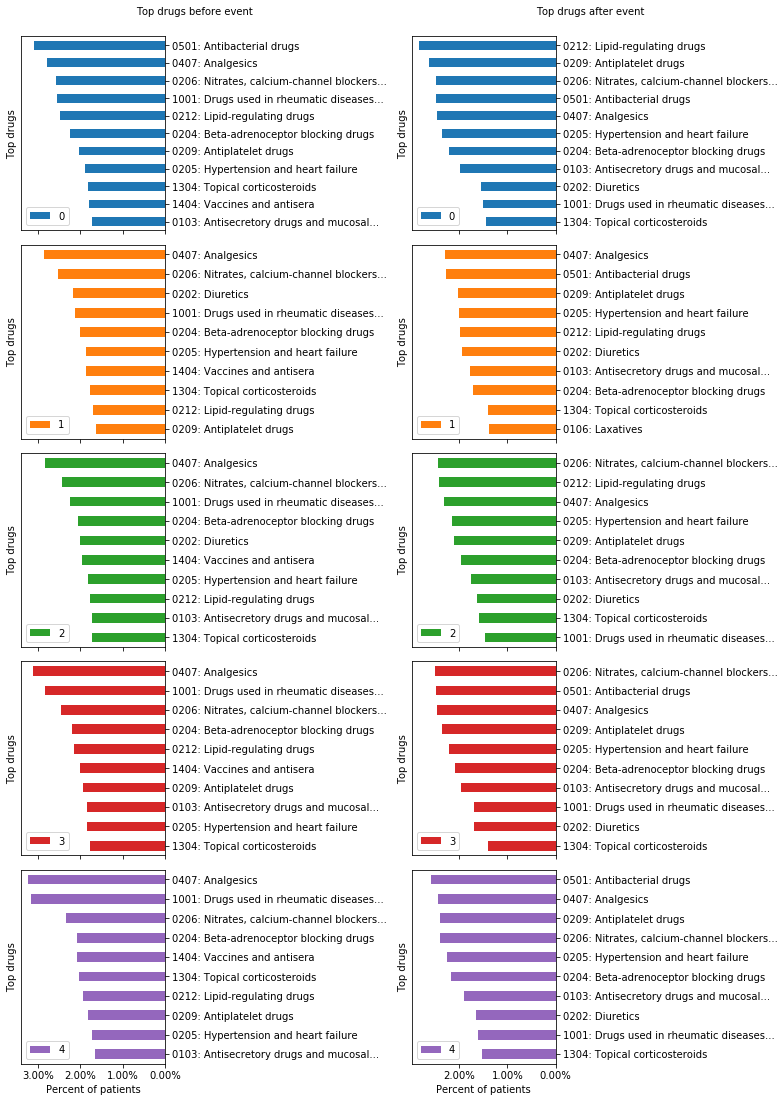 Top drugs before event
0501: Antibacterial drugs
0407: Analgesics
0206: Nitrates, calcium-channel blockers...
1001: Drugs used in rheumatic diseases...
0212: Lipid-regulating drugs
0204: Beta-adrenoceptor blocking drugs
0209: Antiplatelet drugs
0205: Hypertension and heart failure
1304: Topical corticosteroids
1404: Vaccines and antisera
0103: Antisecretory drugs and mucosal...
Top drugs
0
Top drugs after event
0212: Lipid-regulating drugs
0209: Antiplatelet drugs
0206: Nitrates, calcium-channel blockers...
0501: Antibacterial drugs
0407: Analgesics
0205: Hypertension and heart failure
0204: Beta-adrenoceptor blocking drugs
0103: Antisecretory drugs and mucosal...
0202: Diuretics
1001: Drugs used in rheumatic diseases...
1304: Topical corticosteroids
Top drugs
0
0407: Analgesics
0206: Nitrates, calcium-channel blockers...
0202: Diuretics
1001: Drugs used in rheumatic diseases...
0204: Beta-adrenoceptor blocking drugs
0205: Hypertension and heart failure
1404: Vaccines and antisera
1304: Topical corticosteroids
0212: Lipid-regulating drugs
0209: Antiplatelet drugs
Top drugs
1
0407: Analgesics
0501: Antibacterial drugs
0209: Antiplatelet drugs
0205: Hypertension and heart failure
0212: Lipid-regulating drugs
0202: Diuretics
0103: Antisecretory drugs and mucosal...
0204: Beta-adrenoceptor blocking drugs
1304: Topical corticosteroids
0106: Laxatives
Top drugs
1
0407: Analgesics
0206: Nitrates, calcium-channel blockers...
1001: Drugs used in rheumatic diseases...
0204: Beta-adrenoceptor blocking drugs
0202: Diuretics
1404: Vaccines and antisera
0205: Hypertension and heart failure
0212: Lipid-regulating drugs
0103: Antisecretory drugs and mucosal...
1304: Topical corticosteroids
Top drugs
2
0206: Nitrates, calcium-channel blockers...
0212: Lipid-regulating drugs
0407: Analgesics
0205: Hypertension and heart failure
0209: Antiplatelet drugs
0204: Beta-adrenoceptor blocking drugs
0103: Antisecretory drugs and mucosal...
0202: Diuretics
1304: Topical corticosteroids
1001: Drugs used in rheumatic diseases...
Top drugs
2
0407: Analgesics
1001: Drugs used in rheumatic diseases...
0206: Nitrates, calcium-channel blockers...
0204: Beta-adrenoceptor blocking drugs
0212: Lipid-regulating drugs
1404: Vaccines and antisera
0209: Antiplatelet drugs
0103: Antisecretory drugs and mucosal...
0205: Hypertension and heart failure
1304: Topical corticosteroids
Top drugs
3
0206: Nitrates, calcium-channel blockers...
0501: Antibacterial drugs
0407: Analgesics
0209: Antiplatelet drugs
0205: Hypertension and heart failure
0204: Beta-adrenoceptor blocking drugs
0103: Antisecretory drugs and mucosal...
1001: Drugs used in rheumatic diseases...
0202: Diuretics
1304: Topical corticosteroids
Top drugs
3
0407: Analgesics
1001: Drugs used in rheumatic diseases...
0206: Nitrates, calcium-channel blockers...
0204: Beta-adrenoceptor blocking drugs
1404: Vaccines and antisera
1304: Topical corticosteroids
0212: Lipid-regulating drugs
0209: Antiplatelet drugs
0205: Hypertension and heart failure
0103: Antisecretory drugs and mucosal...
Top drugs
4
3.00% 2.00% 1.00% 0.00%
Percent of patients
0501: Antibacterial drugs
0407: Analgesics
0209: Antiplatelet drugs
0206: Nitrates, calcium-channel blockers...
0205: Hypertension and heart failure
0204: Beta-adrenoceptor blocking drugs
0103: Antisecretory drugs and mucosal...
0202: Diuretics
1001: Drugs used in rheumatic diseases...
1304: Topical corticosteroids
Top drugs
4
2.00% 1.00% 0.00%
Percent of patients